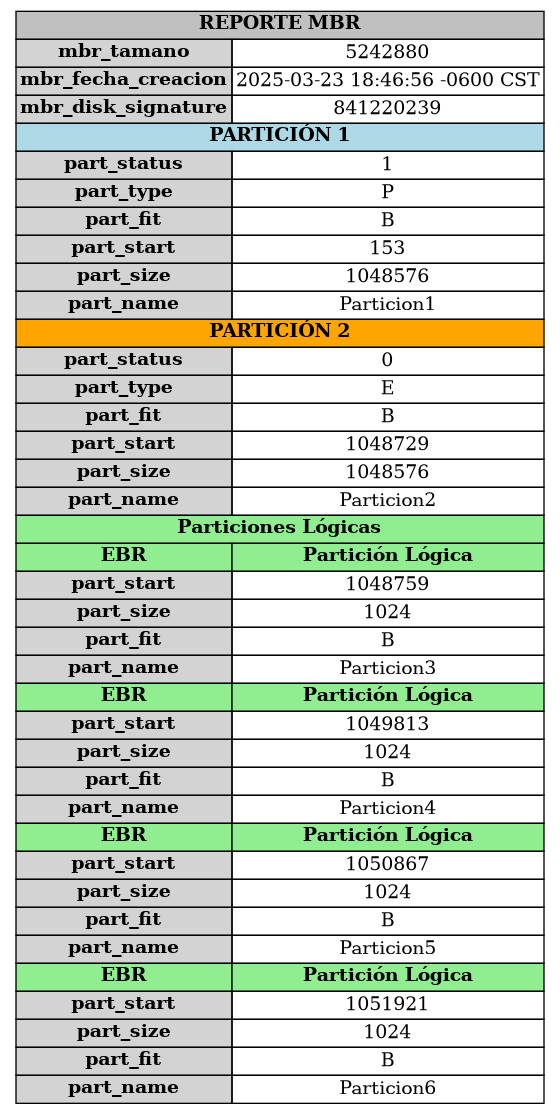 REPORTE MBR
mbr_tamano 5242880
mbr_fecha_creacion 2025-03-23 18:46:56 -0600 CST
mbr_disk_signature 841220239
PARTICIÓN 1
part_status 1
part_type P
part_fit B
part_start 153
part_size 1048576
part_name Particion1
PARTICIÓN 2
part_status 0
part_type E
part_fit B
part_start 1048729
part_size 1048576
part_name Particion2
Particiones Lógicas
EBR Partición Lógica
part_start 1048759
part_size 1024
part_fit B
part_name Particion3
EBR Partición Lógica
part_start 1049813
part_size 1024
part_fit B
part_name Particion4
EBR Partición Lógica
part_start 1050867
part_size 1024
part_fit B
part_name Particion5
EBR Partición Lógica
part_start 1051921
part_size 1024
part_fit B
part_name Particion6